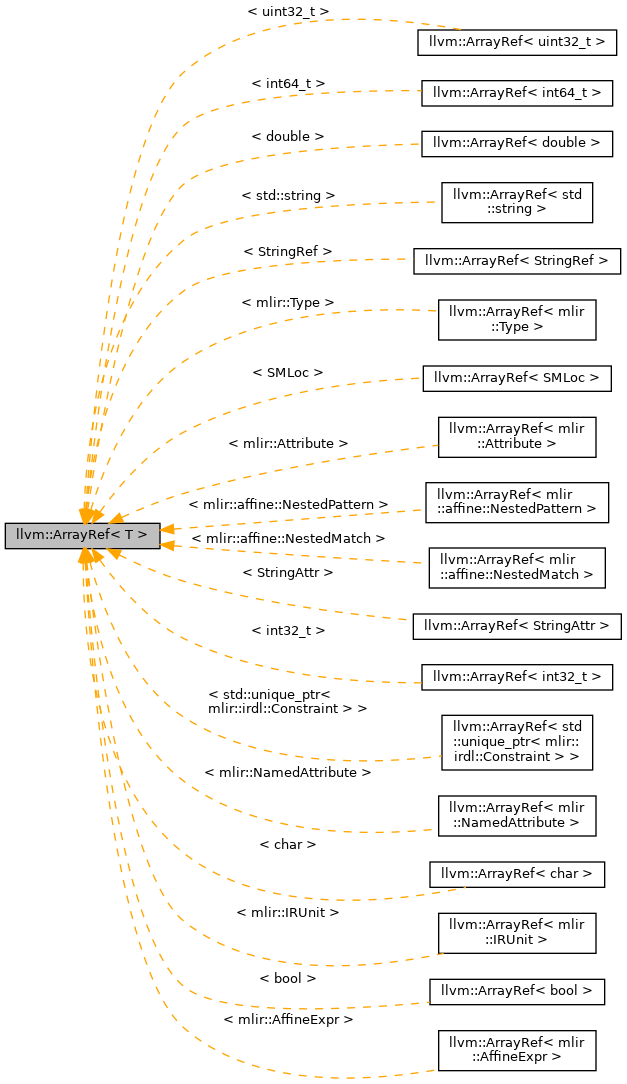 < uint32_t >
llvm::ArrayRef< uint32_t >
< int64_t >
llvm::ArrayRef< int64_t >
< double >
llvm::ArrayRef< double >
< std::string >
llvm::ArrayRef< std
::string >
< StringRef >
llvm::ArrayRef< StringRef >
< mlir::Type >
llvm::ArrayRef< mlir
::Type >
< SMLoc >
llvm::ArrayRef< SMLoc >
< mlir::Attribute >
llvm::ArrayRef< mlir
::Attribute >
< mlir::affine::NestedPattern >
llvm::ArrayRef< mlir
::affine::NestedPattern >
llvm::ArrayRef< T >
< mlir::affine::NestedMatch >
llvm::ArrayRef< mlir
::affine::NestedMatch >
< StringAttr >
llvm::ArrayRef< StringAttr >
< int32_t >
llvm::ArrayRef< int32_t >
< std::unique_ptr<
mlir::irdl::Constraint > >
llvm::ArrayRef< std
::unique_ptr< mlir::
irdl::Constraint > >
< mlir::NamedAttribute >
llvm::ArrayRef< mlir
::NamedAttribute >
< char >
llvm::ArrayRef< char >
< mlir::IRUnit >
llvm::ArrayRef< mlir
::IRUnit >
< bool >
llvm::ArrayRef< bool >
< mlir::AffineExpr >
llvm::ArrayRef< mlir
::AffineExpr >